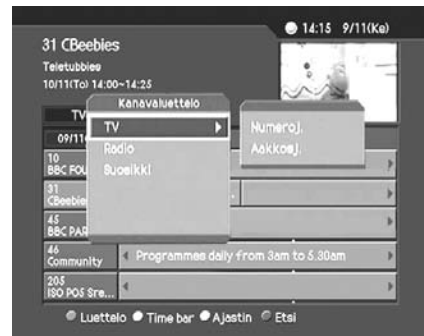 14:15 9/11(Ke)
31 CBeebies
Teletubbies
10/11(To) 14:00~14:25
Kanavaluettelo
TV
TV
Numeroj.
Radio
Aakkosj.
Suosikki
09/11
10
BBC FOU
31
CBeebie
45
BBC PAR
46
Community
Programmes daily from 3am to 5.30am
205
ISO POS Sre...
Luettelo Time bar Ajastin Etsi